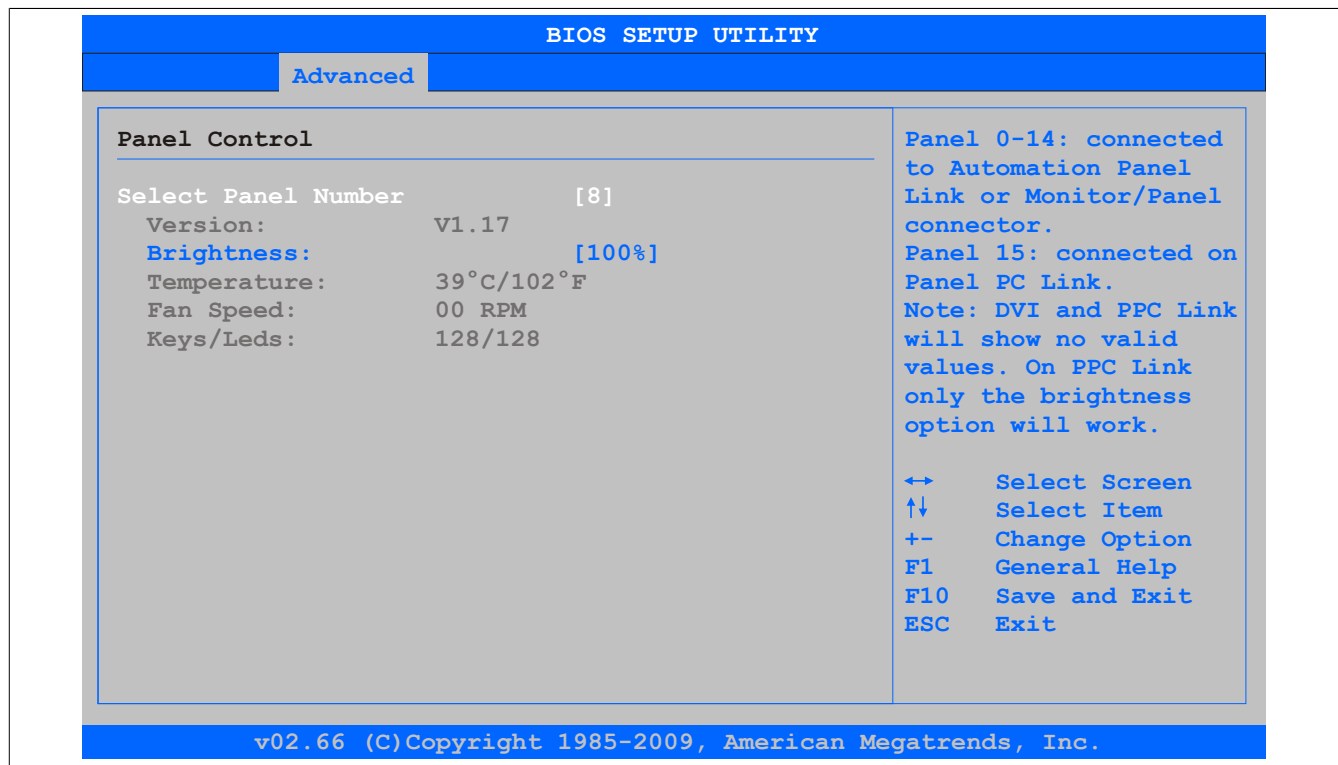 BIOS SETUP UTILITY
Advanced
Panel Control
Select Panel Number [8]
Version: V1.17
Brightness: [100%]
Temperature: 39°C/102°F
Fan Speed: 00 RPM
Keys/Leds: 128/128
Panel 0-14: connected
to Automation Panel
Link or Monitor/Panel
connector.
Panel 15: connected on
Panel PC Link.
Note: DVI and PPC Link
will show no valid
values. On PPC Link
only the brightness
option will work.
↔ Select Screen
↑↓ Select Item
+- Change Option
F1 General Help
F10 Save and Exit
ESC Exit
v02.66 (C)Copyright 1985-2009, American Megatrends, Inc.